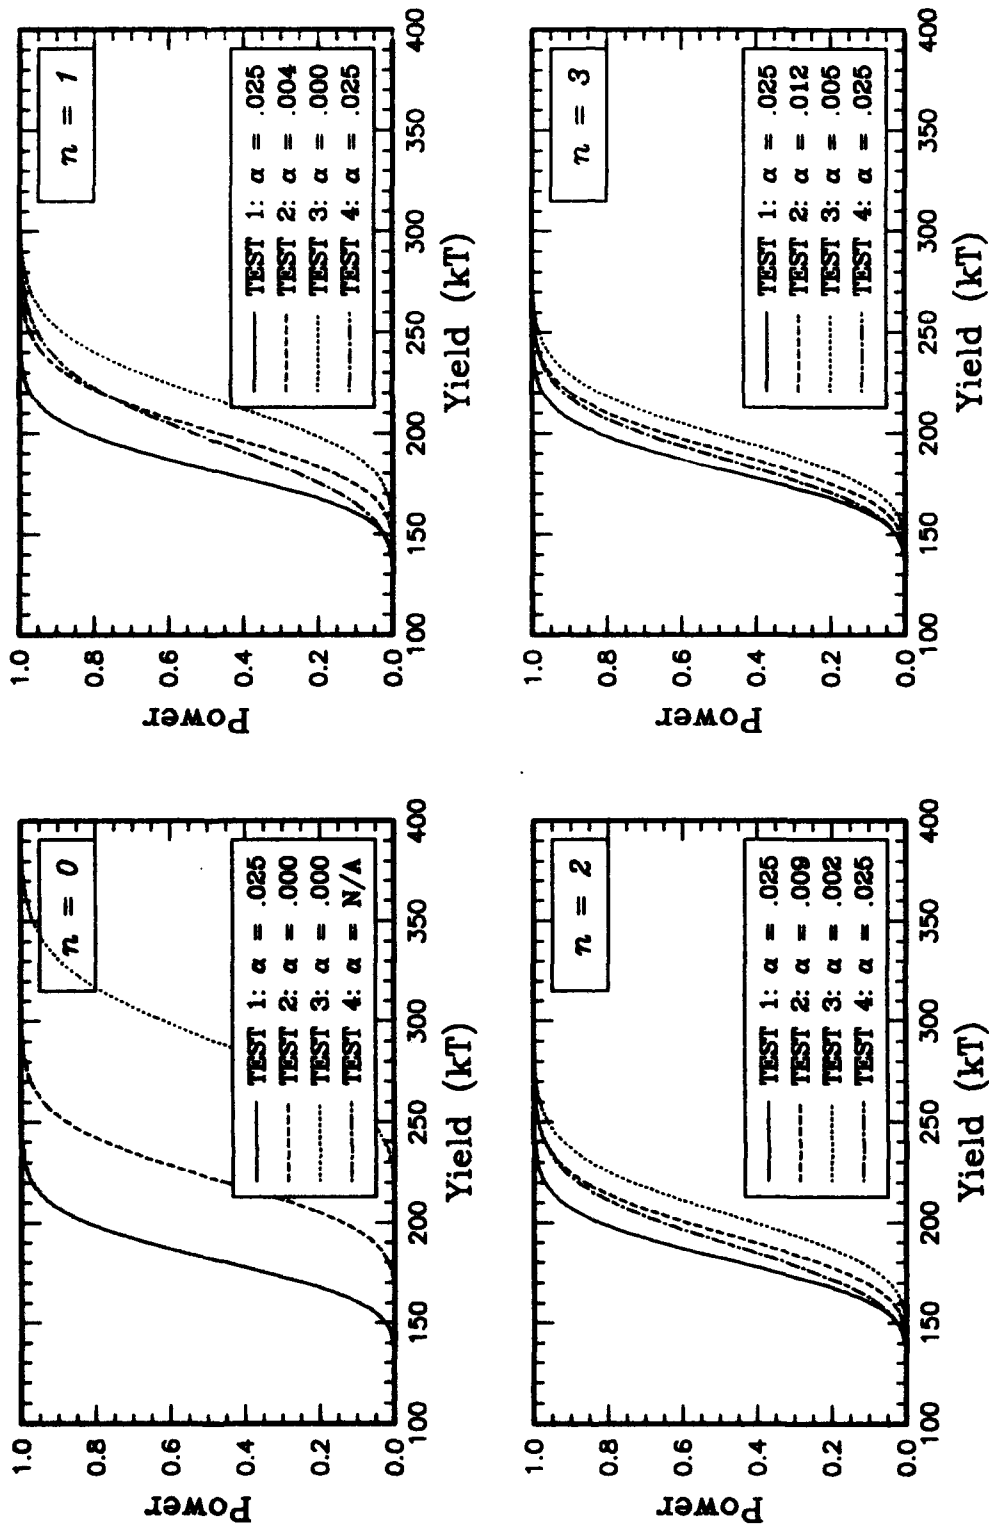 n = 0
TEST 1: α = .025
TEST 2: α = .000
TEST 3: α = .000
TEST 4: α = N/A
Power
1.0
0.8
0.6
0.4
0.2
0.0
100
150
200
250
300
350
400
Yield (kT)
n = 1
TEST 1: α = .025
TEST 2: α = .004
TEST 3: α = .000
TEST 4: α = .025
Power
1.0
0.8
0.6
0.4
0.2
0.0
100
150
200
250
300
350
400
Yield (kT)
n = 2
TEST 1: α = .025
TEST 2: α = .009
TEST 3: α = .002
TEST 4: α = .025
Power
1.0
0.8
0.6
0.4
0.2
0.0
100
150
200
250
300
350
400
Yield (kT)
n = 3
TEST 1: α = .025
TEST 2: α = .012
TEST 3: α = .005
TEST 4: α = .025
Power
1.0
0.8
0.6
0.4
0.2
0.0
100
150
200
250
300
350
400
Yield (kT)